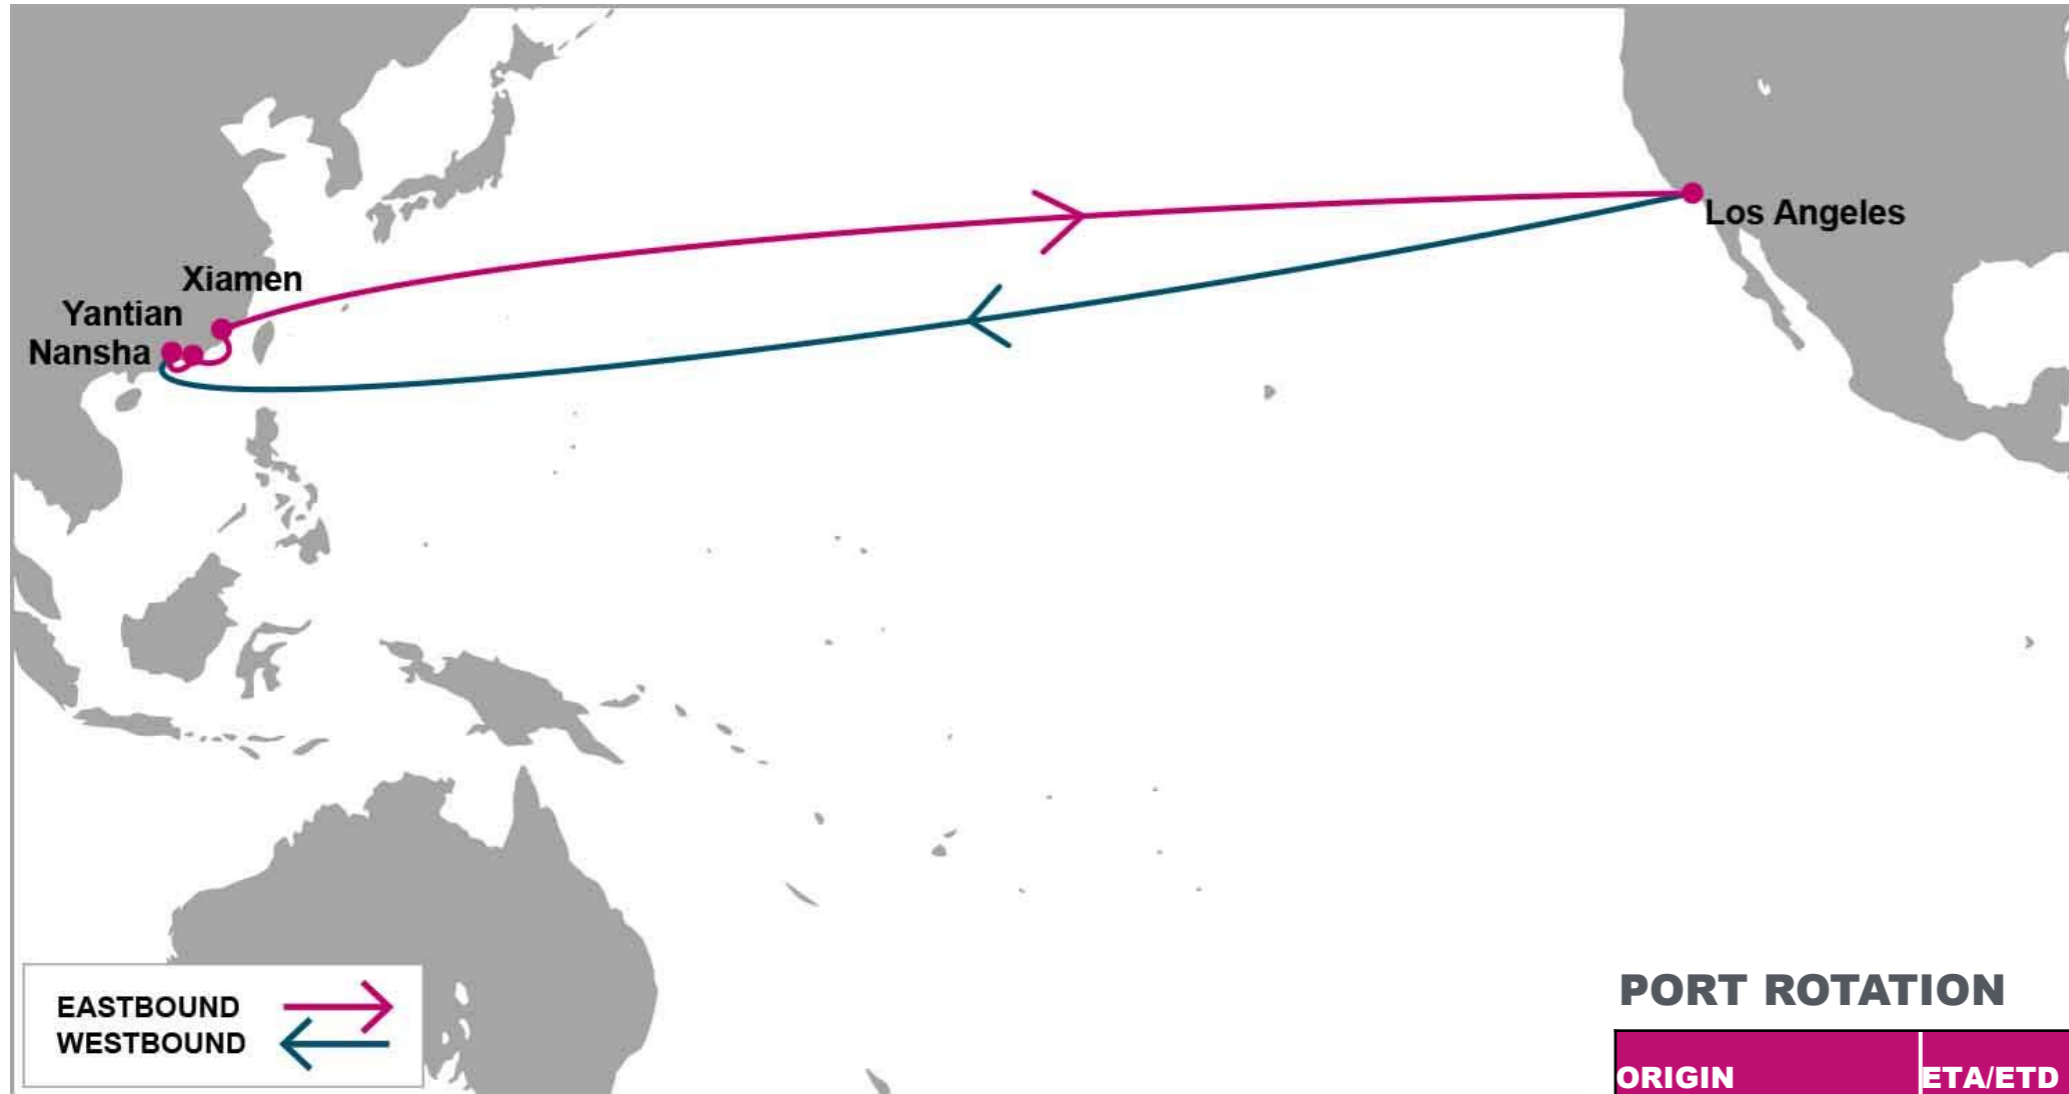 Los Angeles
Xiamen
Yantian
Nansha
EASTBOUND
WESTBOUND
PORT ROTATION
ORIGIN ETA/ETD